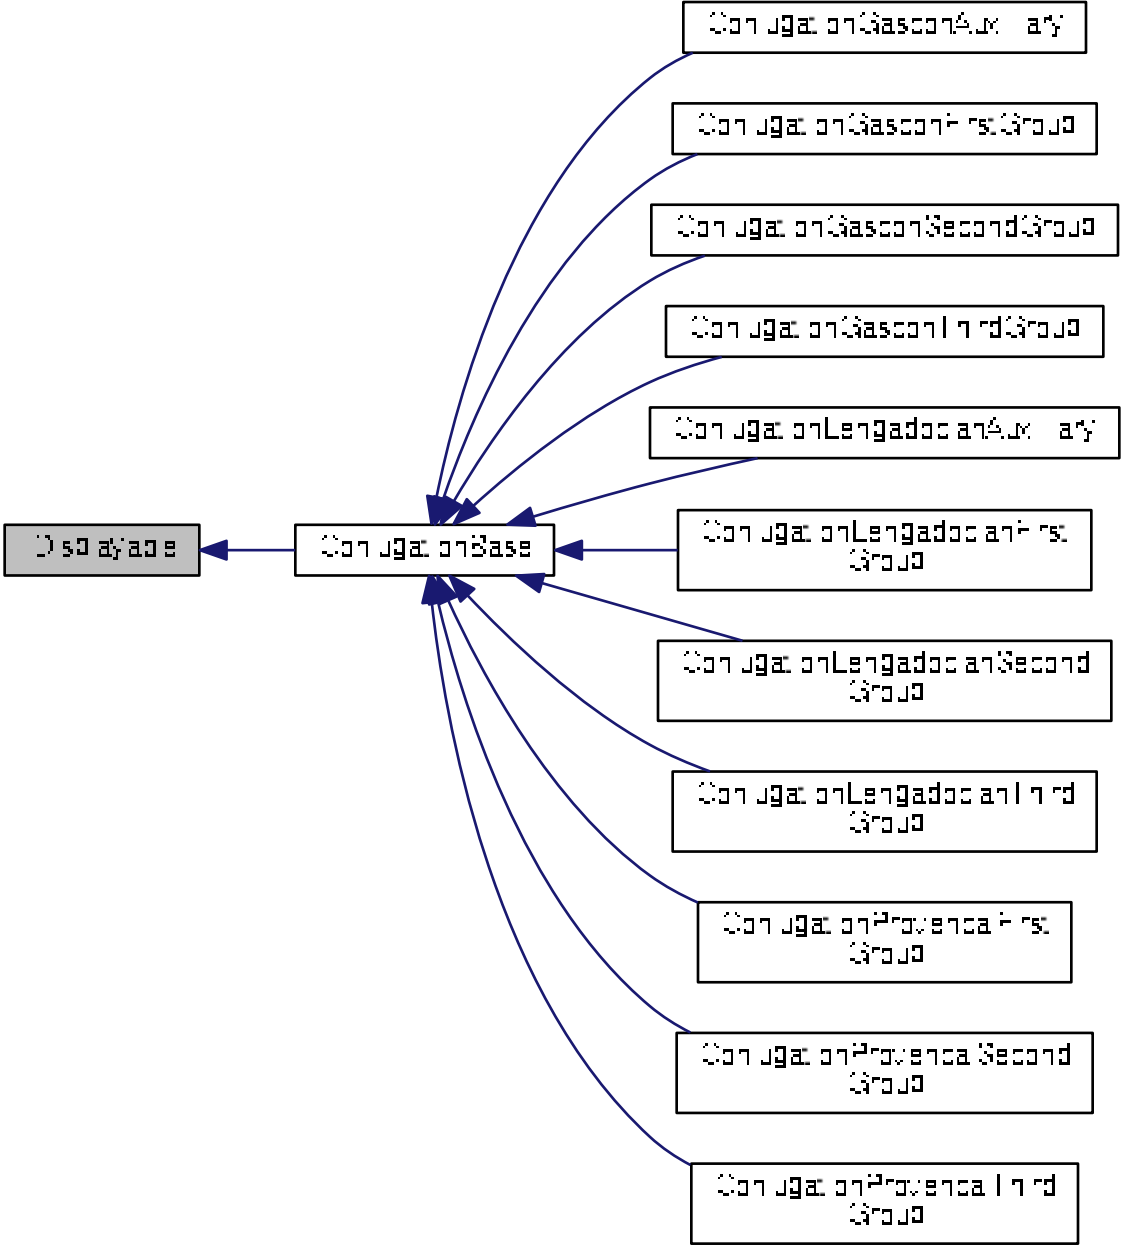 ConjugationGasconAuxiliary
ConjugationGasconFirstGroup
ConjugationGasconSecondGroup
ConjugationGasconThirdGroup
ConjugationLengadocianAuxiliary
Displayable
ConjugationBase
ConjugationLengadocianFirst
Group
ConjugationLengadocianSecond
Group
ConjugationLengadocianThird
Group
ConjugationProvencalFirst
Group
ConjugationProvencalSecond
Group
ConjugationProvencalThird
Group